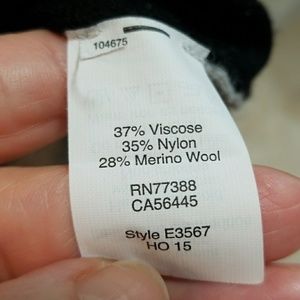 104675
37% Viscose
35% Nylon
28% Merino Wool
RN77388
CA56445
Style E3567
HO 15